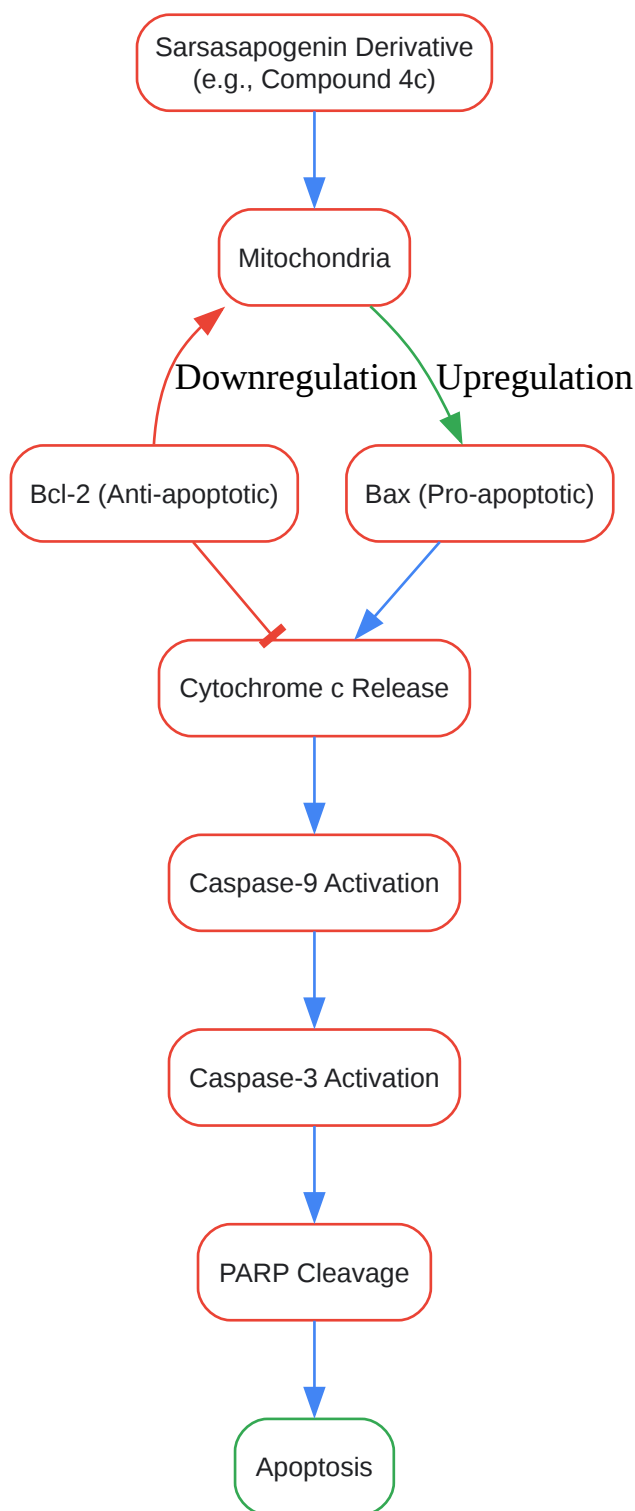 Sarsasapogenin Derivative
(e.g., Compound 4c)
Mitochondria
Downregulation
Upregulation
Bcl-2 (Anti-apoptotic)
Bax (Pro-apoptotic)
Cytochrome c Release
Caspase-9 Activation
Caspase-3 Activation
PARP Cleavage
Apoptosis